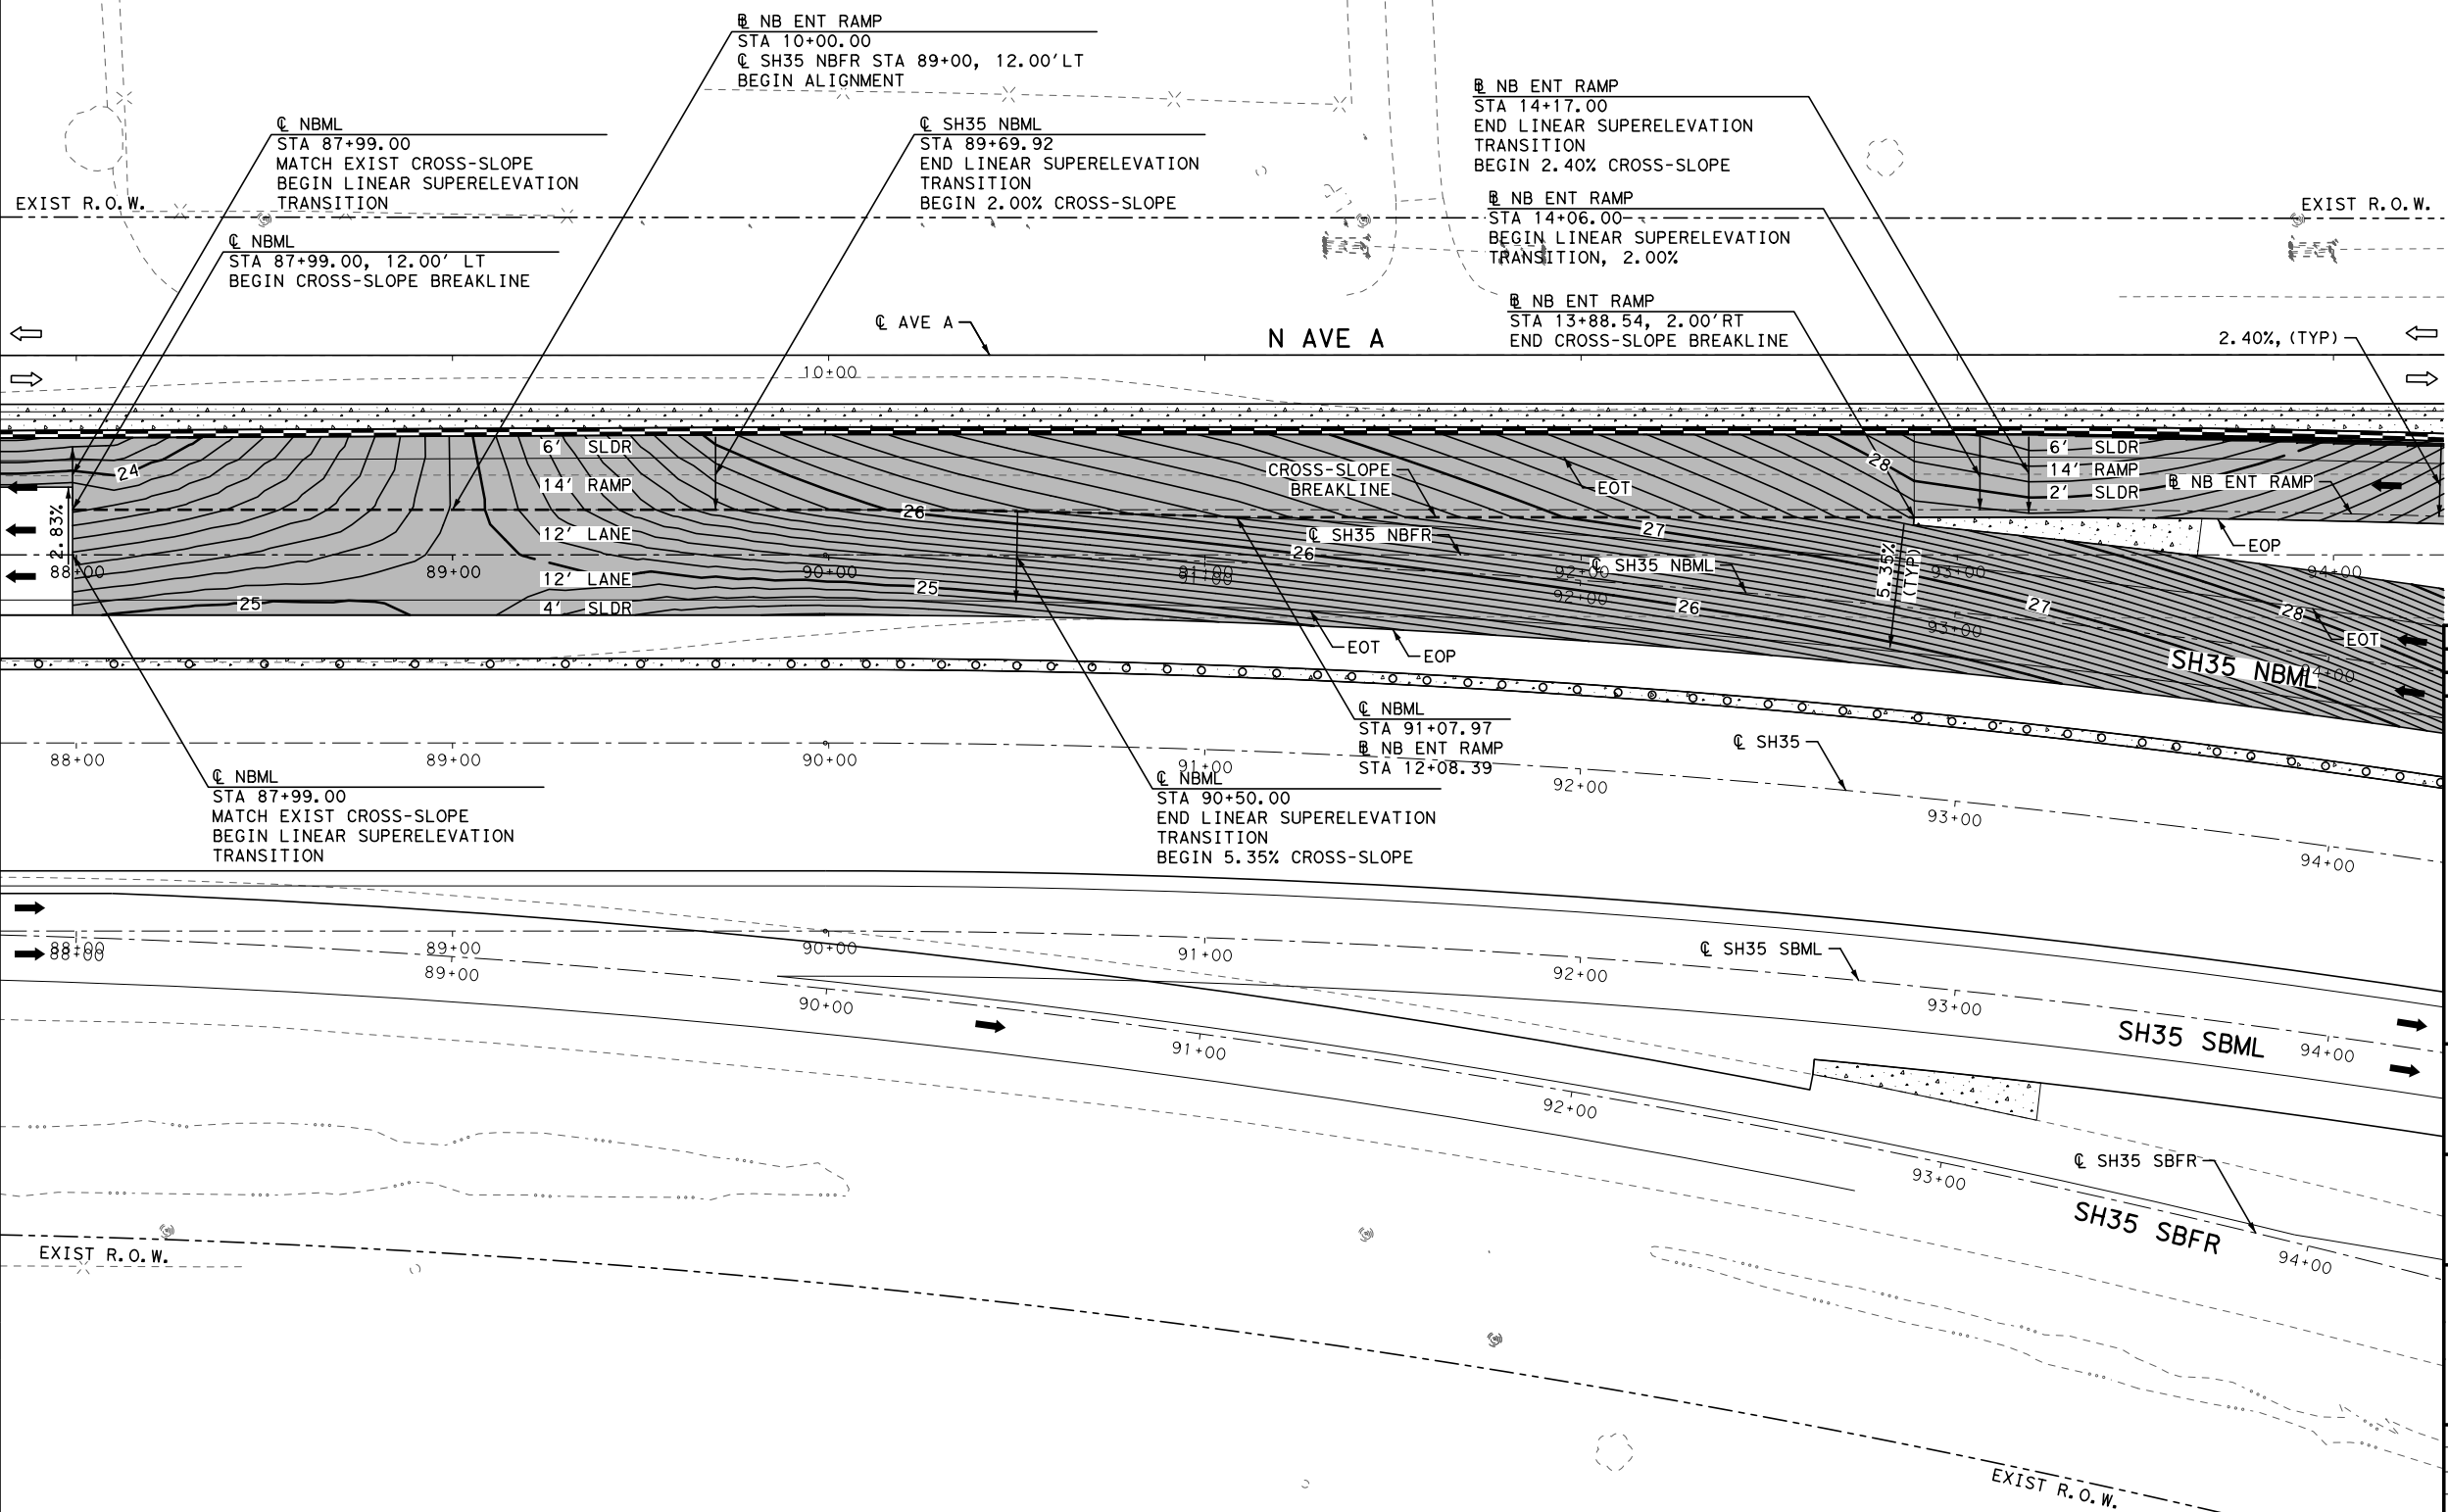 ℄ NBML
STA 87+99.00
MATCH EXIST CROSS-SLOPE
BEGIN LINEAR SUPERELEVATION
TRANSITION
℄ NBML
STA 87+99.00, 12.00' LT
BEGIN CROSS-SLOPE BREAKLINE
BL NB ENT RAMP
STA 10+00.00
℄ SH35 NBFR STA 89+00, 12.00'LT
BEGIN ALIGNMENT
℄ SH35 NBML
STA 89+69.92
END LINEAR SUPERELEVATION
TRANSITION
BEGIN 2.00% CROSS-SLOPE
BL NB ENT RAMP
STA 14+17.00
END LINEAR SUPERELEVATION
TRANSITION
BEGIN 2.40% CROSS-SLOPE
BL NB ENT RAMP
STA 14+06.00
BEGIN LINEAR SUPERELEVATION
TRANSITION, 2.00%
BL NB ENT RAMP
STA 13+88.54, 2.00'RT
END CROSS-SLOPE BREAKLINE
EXIST R.O.W.
EXIST R.O.W.
℄ AVE A
N AVE A
2.40%, (TYP)
10+00
24
6' SLDR
14' RAMP
12' LANE
12' LANE
4' SLDR
CROSS-SLOPE
BREAKLINE
EOT
28
6' SLDR
14' RAMP
2' SLDR
BL NB ENT RAMP
2.83%
26
℄ SH35 NBFR
27
EOP
26
℄ SH35 NBML
5.35%
(TYP)
88+00
89+00
90+00
91+00
91+00
92+00
92+00
93+00
93+00
94+00
94+00
25
25
26
27
28
EOT
EOT
EOP
SH35 NBML
℄ NBML
STA 91+07.97
BL NB ENT RAMP
STA 12+08.39
℄ SH35
88+00
89+00
90+00
91+00
92+00
93+00
94+00
℄ NBML
STA 87+99.00
MATCH EXIST CROSS-SLOPE
BEGIN LINEAR SUPERELEVATION
TRANSITION
℄ NBML
STA 90+50.00
END LINEAR SUPERELEVATION
TRANSITION
BEGIN 5.35% CROSS-SLOPE
88+00
88+00
89+00
89+00
90+00
90+00
91+00
91+00
92+00
92+00
℄ SH35 SBML
93+00
SH35 SBML
94+00
93+00
℄ SH35 SBFR
SH35 SBFR
94+00
EXIST R.O.W.
EXIST R.O.W.